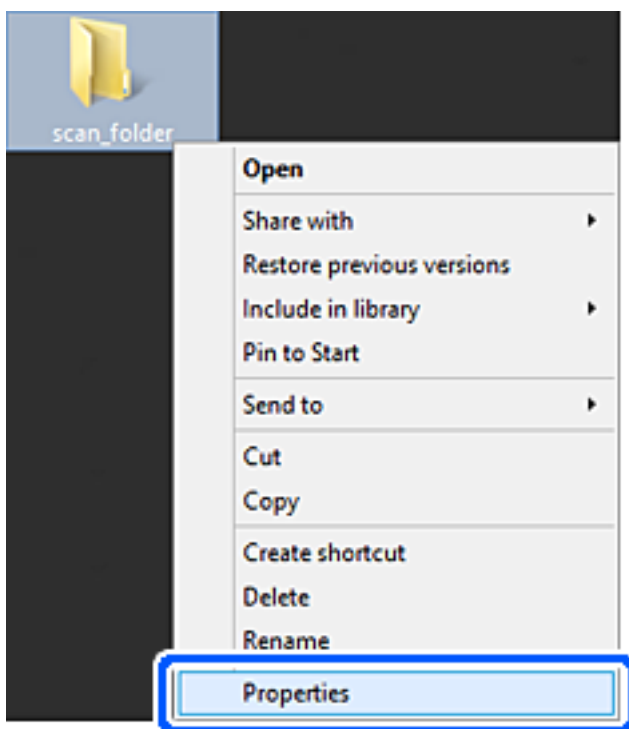 scan_folder
Open
Share with
Restore previous versions
Include in library
Pin to Start
Send to
Cut
Copy
Create shortcut
Delete
Rename
Properties